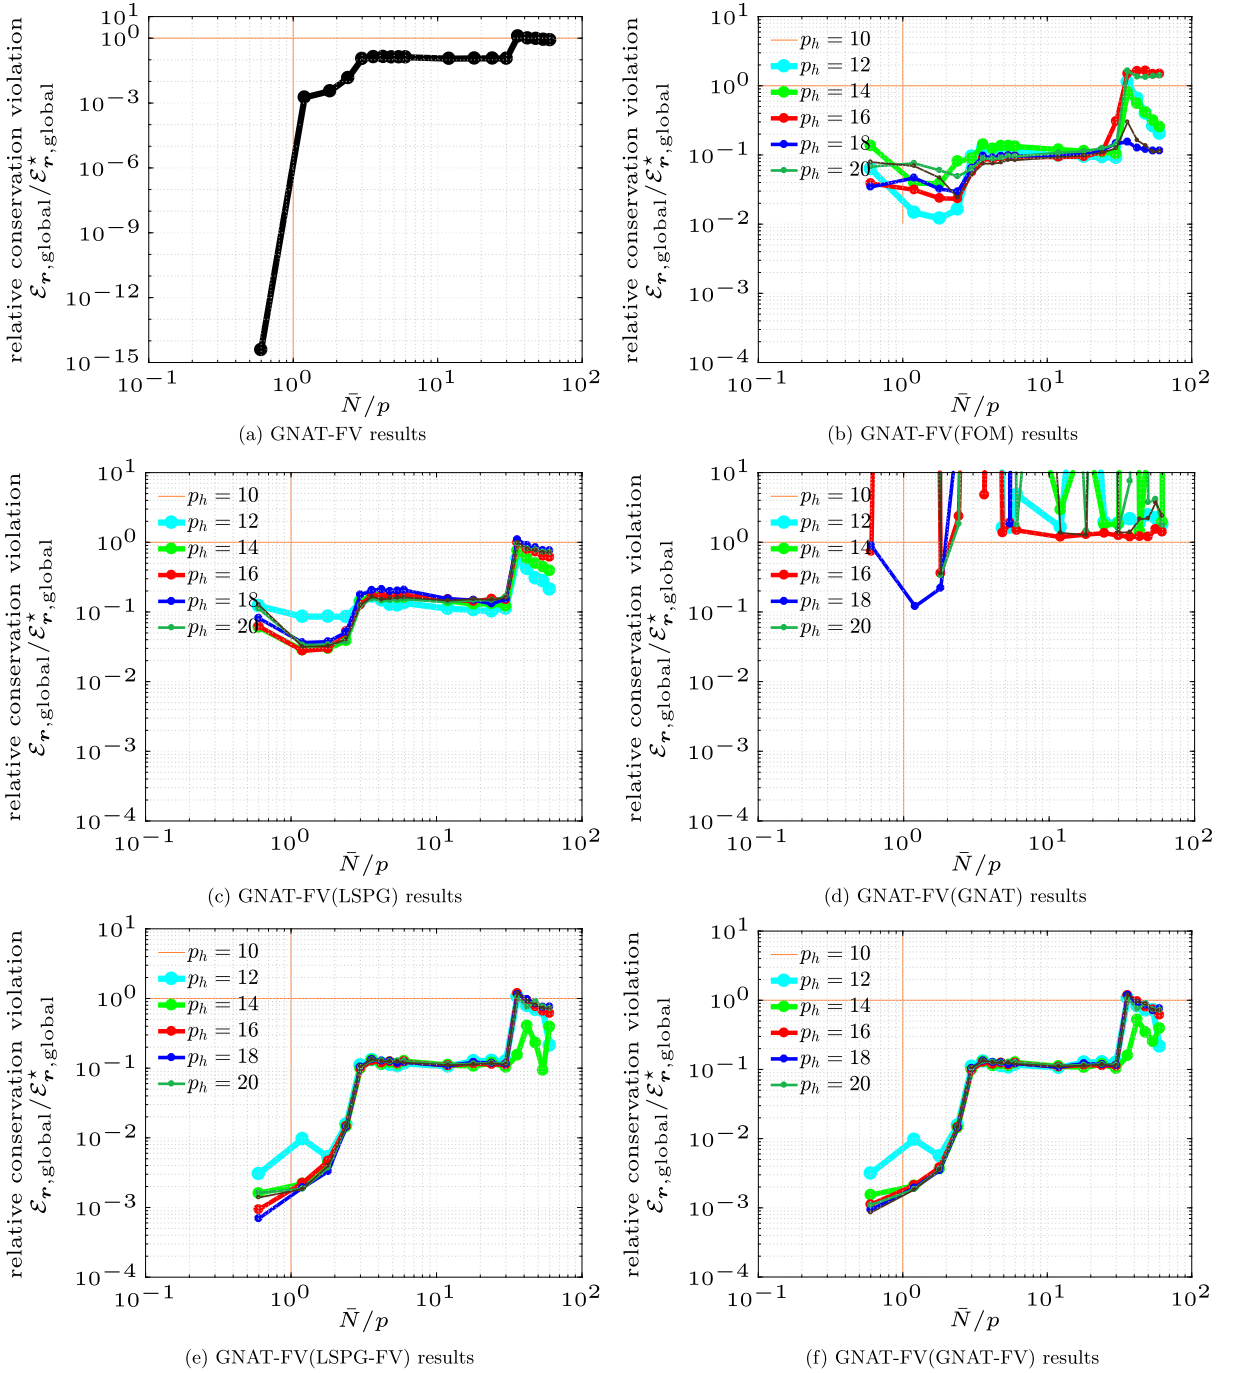 relative conservation violation
ℰ_{𝒓,global}/ℰ⋆_{𝒓,global}
10^1
10^0
10^{-3}
10^{-6}
10^{-9}
10^{-12}
10^{-15}
10^{-1} 10^0 10^1 10^2
N̄/p
(a) GNAT-FV results
relative conservation violation
ℰ_{𝒓,global}/ℰ⋆_{𝒓,global}
10^1
10^0
10^{-1}
10^{-2}
10^{-3}
10^{-4}
p_h = 10
p_h = 12
p_h = 14
p_h = 16
p_h = 18
p_h = 20
10^{-1} 10^0 10^1 10^2
N̄/p
(b) GNAT-FV(FOM) results
relative conservation violation
ℰ_{𝒓,global}/ℰ⋆_{𝒓,global}
10^1
10^0
10^{-1}
10^{-2}
10^{-3}
10^{-4}
p_h = 10
p_h = 12
p_h = 14
p_h = 16
p_h = 18
p_h = 20
10^{-1} 10^0 10^1 10^2
N̄/p
(c) GNAT-FV(LSPG) results
relative conservation violation
ℰ_{𝒓,global}/ℰ⋆_{𝒓,global}
10^1
10^0
10^{-1}
10^{-2}
10^{-3}
10^{-4}
p_h = 10
p_h = 12
p_h = 14
p_h = 16
p_h = 18
p_h = 20
10^{-1} 10^0 10^1 10^2
N̄/p
(d) GNAT-FV(GNAT) results
relative conservation violation
ℰ_{𝒓,global}/ℰ⋆_{𝒓,global}
10^1
10^0
10^{-1}
10^{-2}
10^{-3}
10^{-4}
p_h = 10
p_h = 12
p_h = 14
p_h = 16
p_h = 18
p_h = 20
10^{-1} 10^0 10^1 10^2
N̄/p
(e) GNAT-FV(LSPG-FV) results
relative conservation violation
ℰ_{𝒓,global}/ℰ⋆_{𝒓,global}
10^1
10^0
10^{-1}
10^{-2}
10^{-3}
10^{-4}
p_h = 10
p_h = 12
p_h = 14
p_h = 16
p_h = 18
p_h = 20
10^{-1} 10^0 10^1 10^2
N̄/p
(f) GNAT-FV(GNAT-FV) results